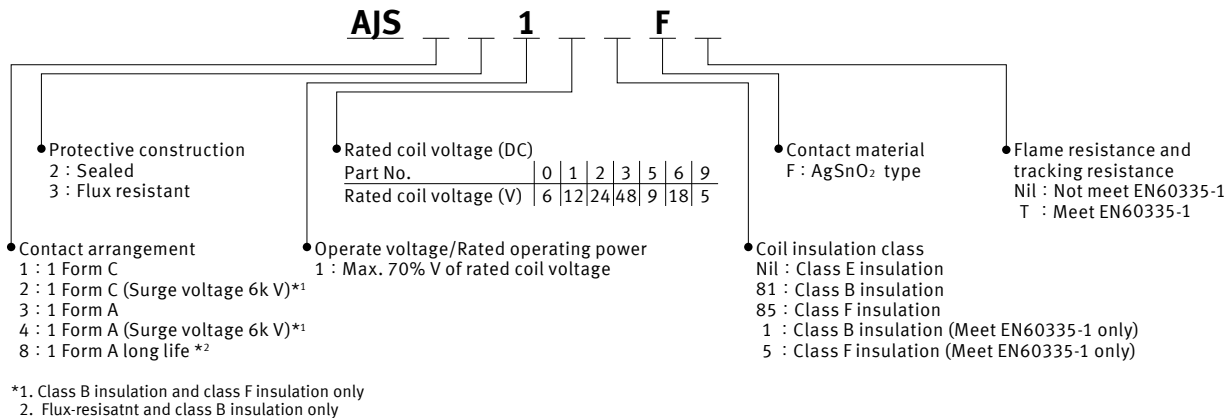 AJS 1 F
Protective construction
2 : Sealed
3 : Flux resistant
Rated coil voltage (DC)
Part No. 0 1 2 3 5 6 9
Rated coil voltage (V) 6 12 24 48 9 18 5
Contact material
F : AgSnO₂ type
Flame resistance and
tracking resistance
Nil : Not meet EN60335-1
T : Meet EN60335-1
Contact arrangement
1 : 1 Form C
2 : 1 Form C (Surge voltage 6k V)*¹
3 : 1 Form A
4 : 1 Form A (Surge voltage 6k V)*¹
8 : 1 Form A long life *²
Operate voltage/Rated operating power
1 : Max. 70% V of rated coil voltage
Coil insulation class
Nil : Class E insulation
81 : Class B insulation
85 : Class F insulation
1 : Class B insulation (Meet EN60335-1 only)
5 : Class F insulation (Meet EN60335-1 only)
*1. Class B insulation and class F insulation only
2. Flux-resisatnt and class B insulation only